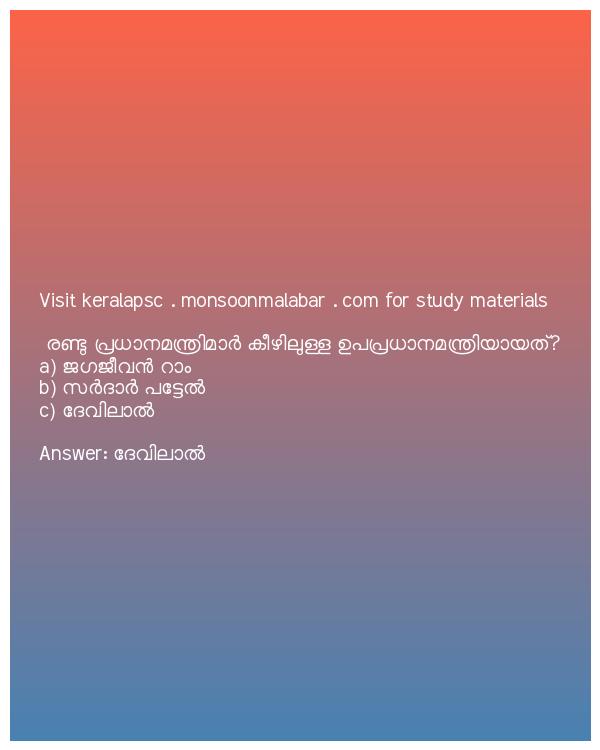 Visit keralapsc . monsoonmalabar . com for study materials
രണ്ടു പ്രധാനമന്ത്രിമാർ കീഴിലുള്ള ഉപപ്രധാനമന്ത്രിയായത്?
a) ജഗജീവൻ റാം
b) സർദാർ പട്ടേൽ
c) ദേവിലാൽ
Answer: ദേവിലാൽ